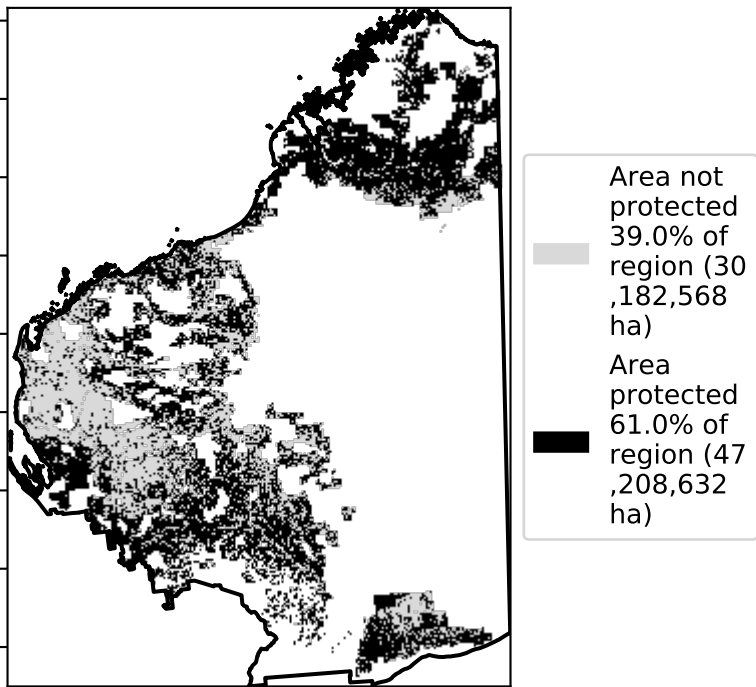 Area not
protected
39.0% of
region (30
,182,568
ha)
Area
protected
61.0% of
region (47
,208,632
ha)